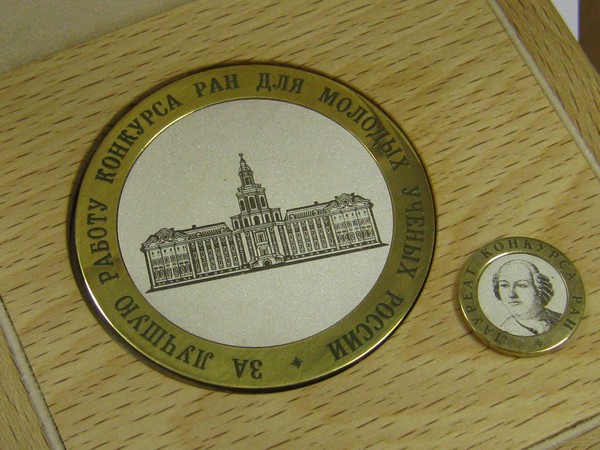 ЗА ЛУЧШУЮ РАБОТУ КОНКУРСА РАН ДЛЯ МОЛОДЫХ УЧЕНЫХ РОССИИ
ЛАУРЕАТ КОНКУРСА РАН